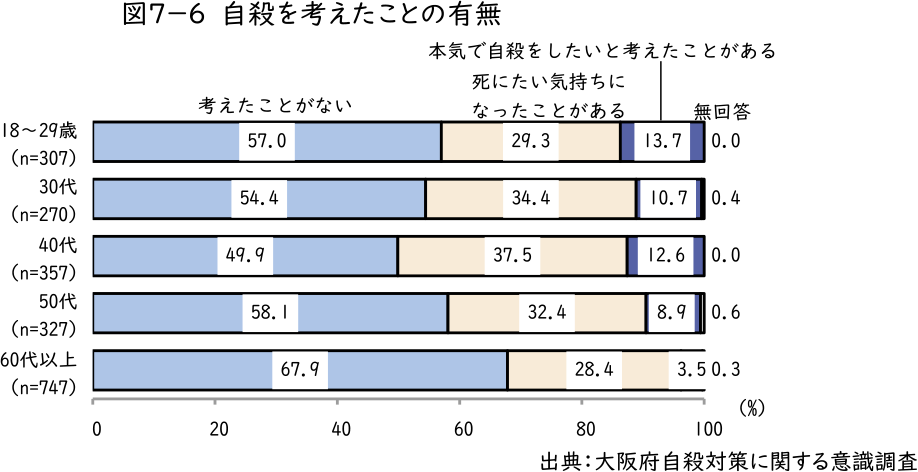 図7−6 自殺を考えたことの有無
本気で自殺をしたいと考えたことがある
死にたい気持ちに
考えたことがない なったことがある 無回答
18～29歳
(n=307)
57.0 29.3 13.7 0.0
30代
(n=270)
54.4 34.4 10.7 0.4
40代
(n=357)
49.9 37.5 12.6 0.0
50代
(n=327)
58.1 32.4 8.9 0.6
60代以上
(n=747)
67.9 28.4 3.5 0.3
(%)
0 20 40 60 80 100
出典：大阪府自殺対策に関する意識調査